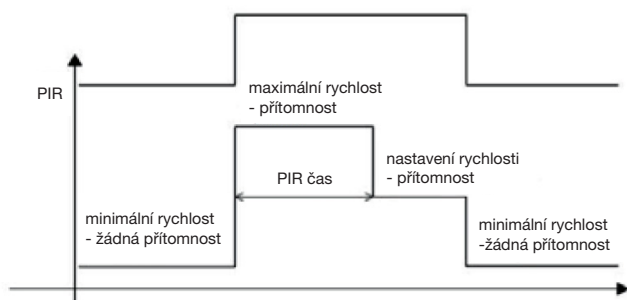 PIR
maximální rychlost
- přítomnost
nastavení rychlosti
- přítomnost
PIR čas
minimální rychlost
- žádná přítomnost
minimální rychlost
-žádná přítomnost